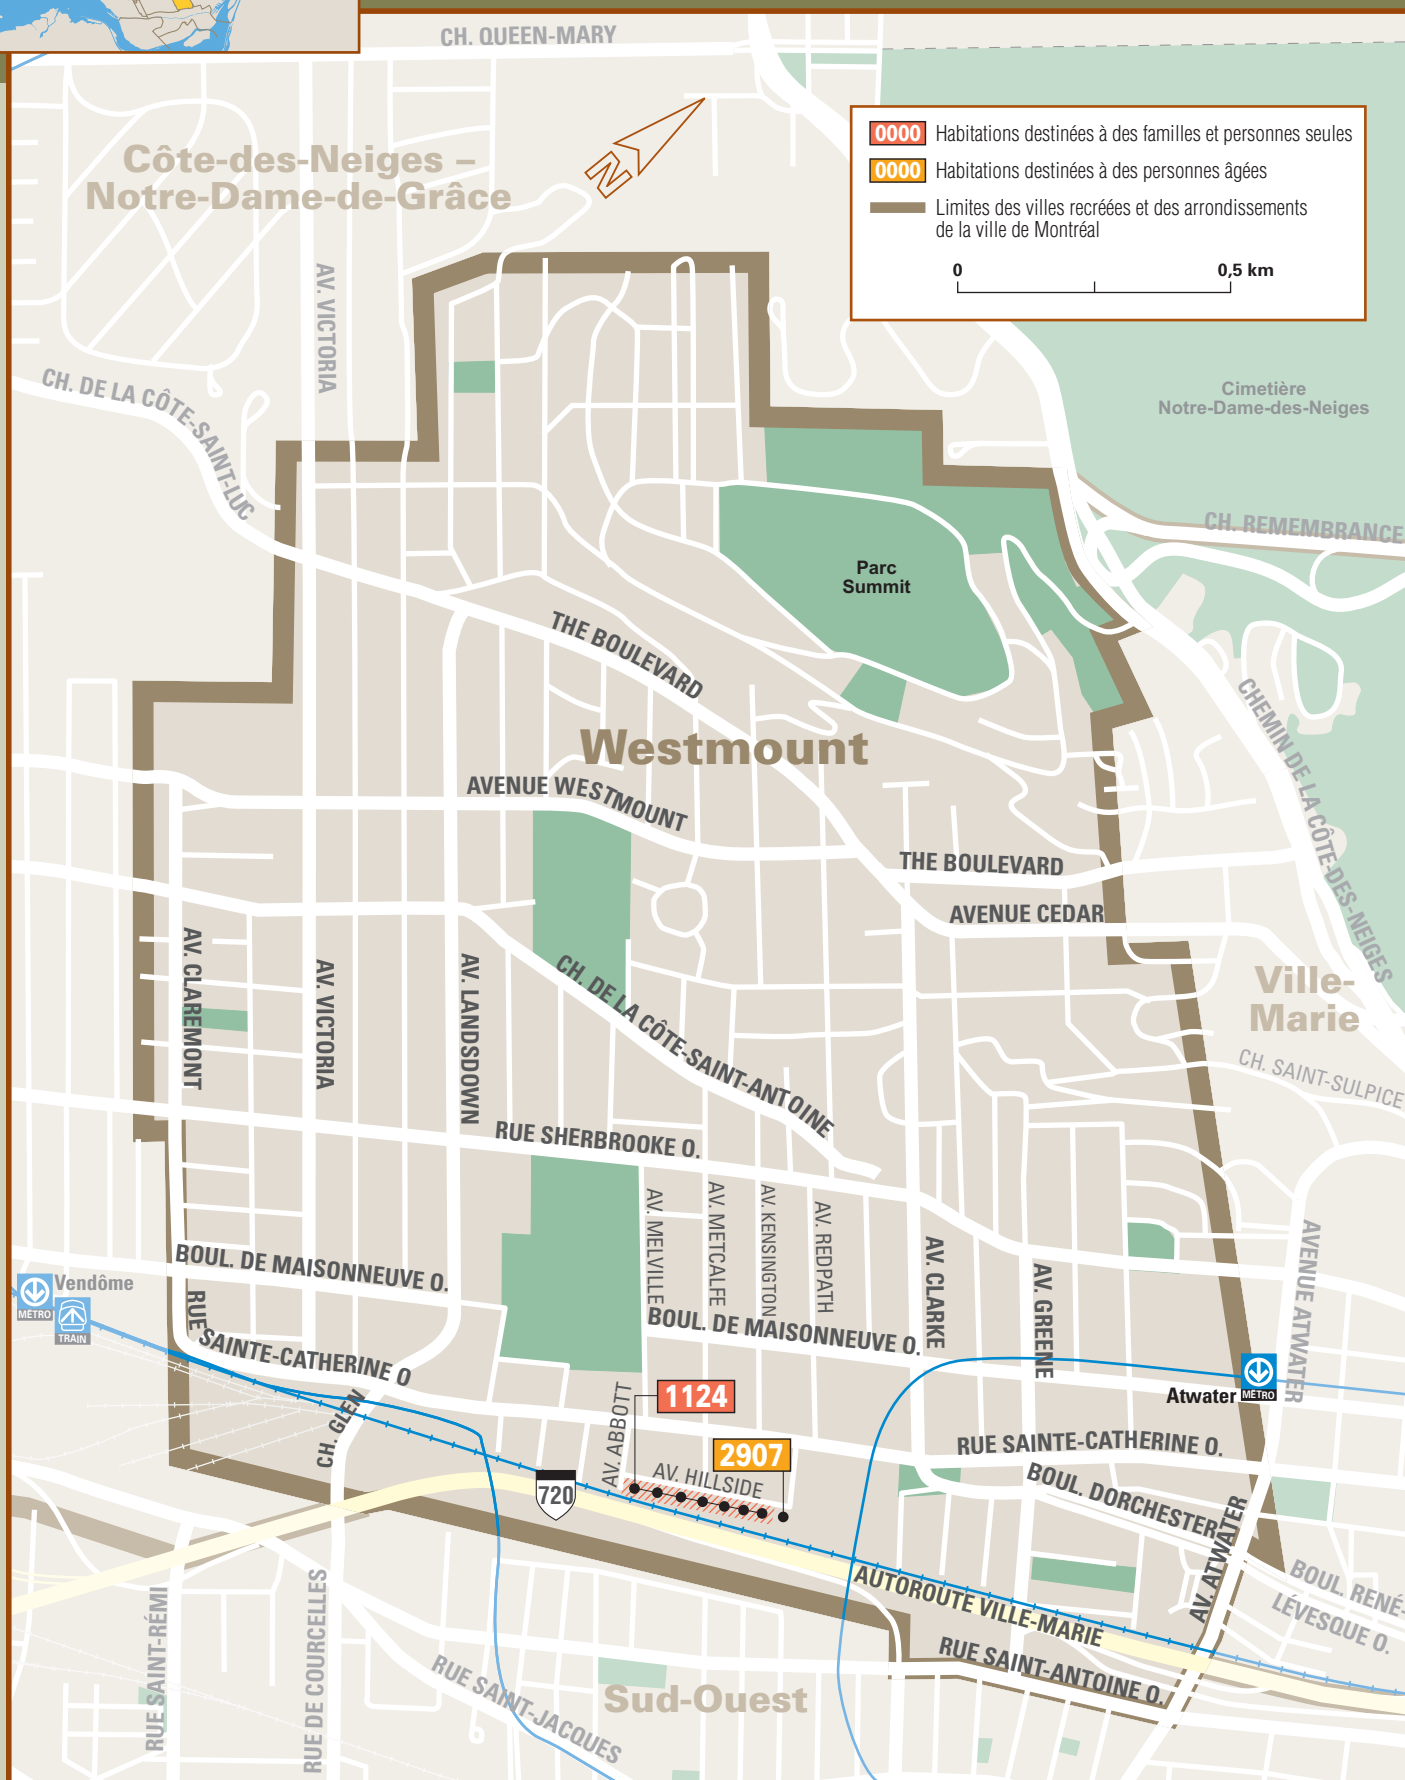 CH. QUEEN-MARY
Côte-des-Neiges –
Notre-Dame-de-Grâce
N
0000 Habitations destinées à des familles et personnes seules
0000 Habitations destinées à des personnes âgées
Limites des villes recréées et des arrondissements
de la ville de Montréal
0 0,5 km
AV. VICTORIA
CH. DE LA CÔTE-SAINT-LUC
Cimetière
Notre-Dame-des-Neiges
CH. REMEMBRANCE
Parc
Summit
THE BOULEVARD
Westmount
CHEMIN DE LA CÔTE-DES-NEIGES
AVENUE WESTMOUNT
THE BOULEVARD
AVENUE CEDAR
AV. CLAREMONT
AV. VICTORIA
AV. LANDSDOWN
CH. DE LA CÔTE-SAINT-ANTOINE
Ville-
Marie
CH. SAINT-SULPICE
RUE SHERBROOKE O.
AV. MELVILLE
AV. METCALFE
AV. KENSINGTON
AV. REDPATH
AV. CLARKE
AV. GREENE
AVENUE ATWATER
BOUL. DE MAISONNEUVE O.
Vendôme
MÉTRO
TRAIN
RUE SAINTE-CATHERINE O
BOUL. DE MAISONNEUVE O.
Atwater
MÉTRO
CH. GLEN
AV. ABBOTT
1124
2907
AV. HILLSIDE
720
RUE SAINTE-CATHERINE O.
BOUL. DORCHESTER
AV. ATWATER
AUTOROUTE VILLE-MARIE
BOUL. RENÉ-
LÉVESQUE O.
RUE SAINT-ANTOINE O.
RUE SAINT-RÉMI
RUE DE COURCELLES
RUE SAINT-JACQUES
Sud-Ouest